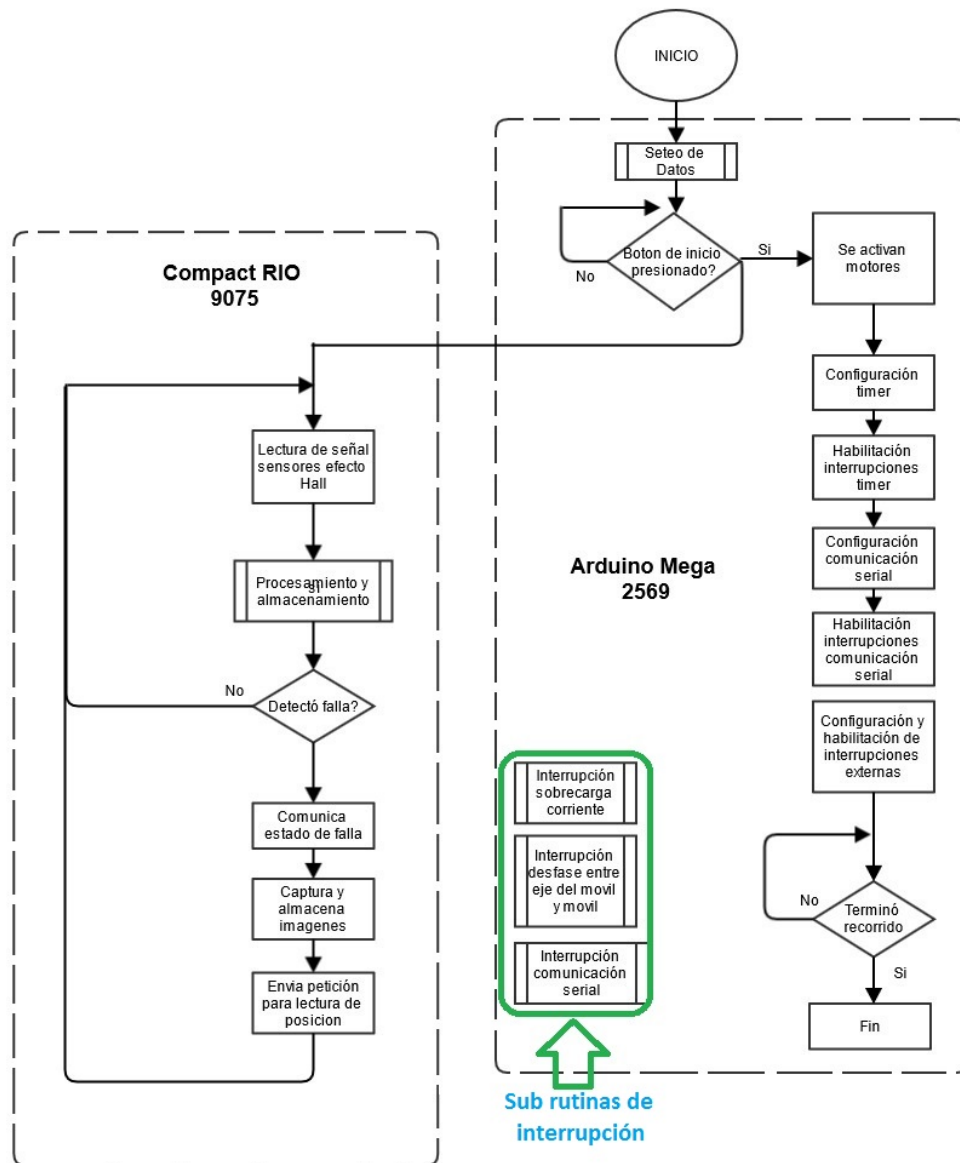 INICIO
Seteo de
Datos
Boton de inicio
presionado?
Si
No
Se activan
motores
Compact RIO
9075
Configuración
timer
Lectura de señal
sensores efecto
Hall
Habilitación
interrupciones
timer
Procesamiento y
si
almacenamiento
Arduino Mega
2569
Configuración
comunicación
serial
Habilitación
interrupciones
comunicación
serial
No
Detectó falla?
Configuración y
habilitación de
interrupciones
externas
Interrupción
sobrecarga
corriente
Comunica
estado de falla
Interrupción
desfase entre
eje del movil
y movil
Captura y
almacena
imagenes
No
Terminó
recorrido
Interrupción
comunicación
serial
Envia petición
para lectura de
posicion
Si
Fin
Sub rutinas de
interrupción